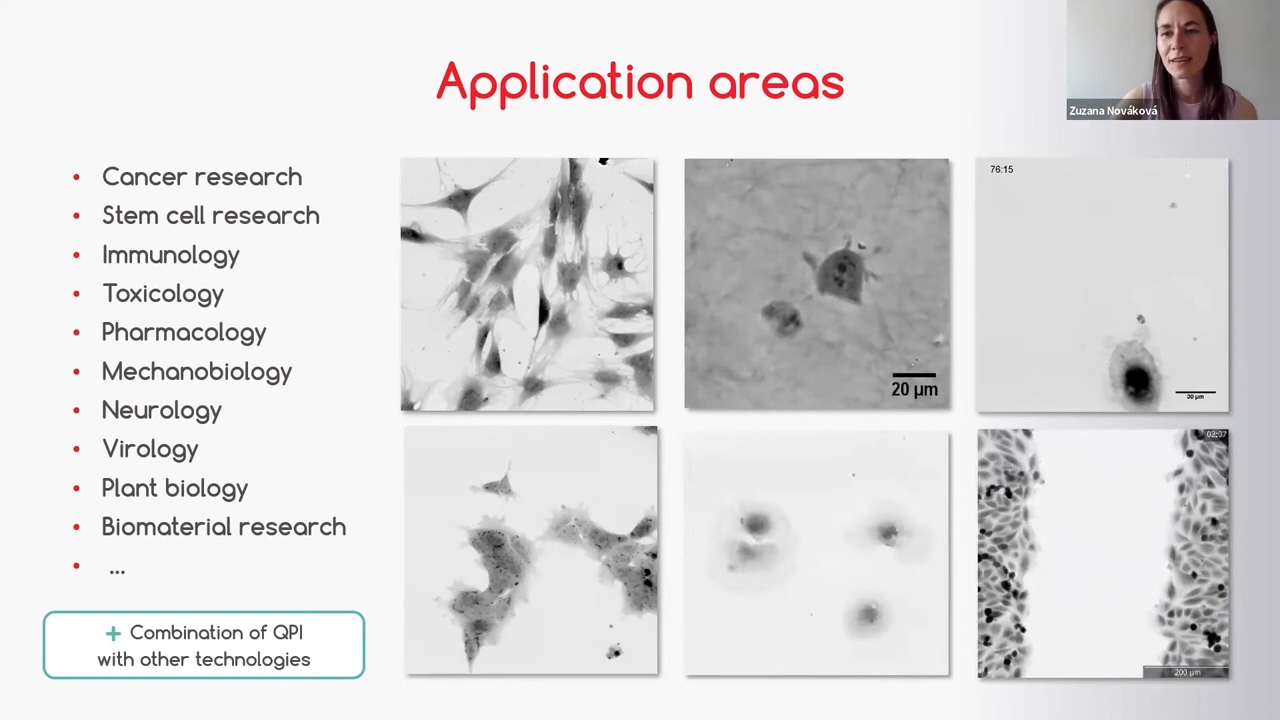 Application areas
Zuzana Nováková
• Cancer research
• Stem cell research
• Immunology
• Toxicology
• Pharmacology
• Mechanobiology
• Neurology
• Virology
• Plant biology
• Biomaterial research
• ...
+ Combination of QPI
with other technologies
20 µm
76:15
30 µm
03:07
200 µm